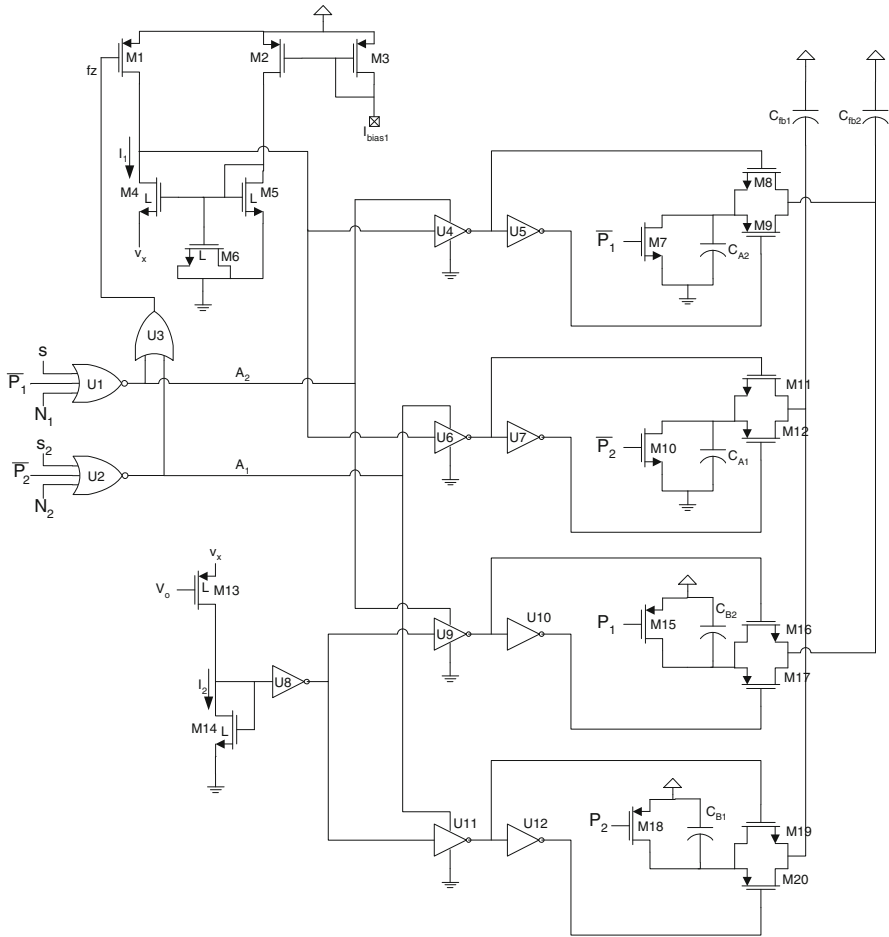 M1
M2
M3
fz
I_bias1
C_fb1
C_fb2
I_1
M4
L
L
M5
L
M6
v_x
U3
s
P̅_1
N_1
U1
A_2
s_2
P̅_2
N_2
U2
A_1
U4
U5
P̅_1
M7
C_A2
M8
M9
U6
U7
P̅_2
M10
C_A1
M11
M12
v_x
V_o
L
M13
I_2
M14
L
U8
U9
U10
P_1
M15
C_B2
M16
M17
U11
U12
P_2
M18
C_B1
M19
M20